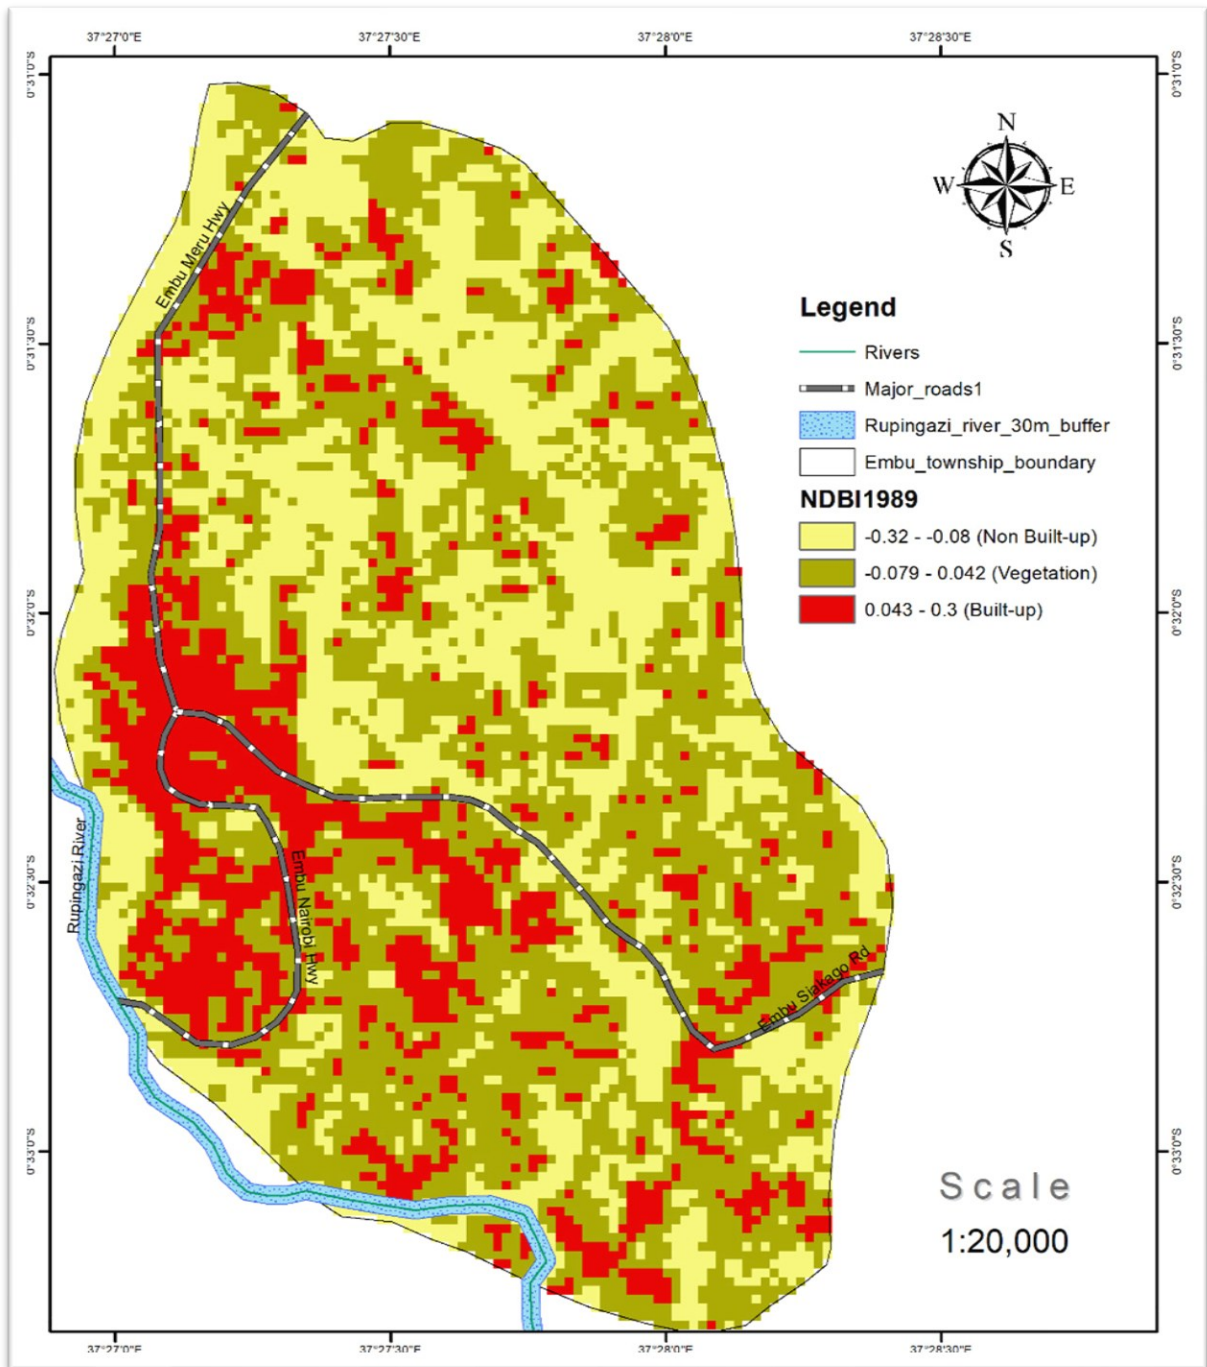 37°27'0"E
37°27'30"E
37°28'0"E
37°28'30"E
0°31'0"S
0°31'0"S
N
W
E
S
Embu Meru Hwy
Legend
0°31'30"S
0°31'30"S
Rivers
Major_roads1
Rupingazi_river_30m_buffer
Embu_township_boundary
NDBI1989
-0.32 - -0.08 (Non Built-up)
-0.079 - 0.042 (Vegetation)
0.043 - 0.3 (Built-up)
0°32'0"S
0°32'0"S
Rupingazi River
Embu Nairobi Hwy
0°32'30"S
0°32'30"S
Embu Siakago Rd
0°33'0"S
0°33'0"S
Scale
1:20,000
37°27'0"E
37°27'30"E
37°28'0"E
37°28'30"E